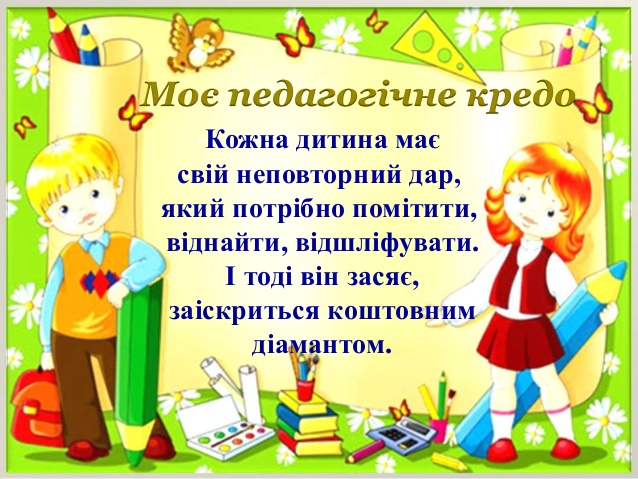 Моє педагогічне кредо
Кожна дитина має
свій неповторний дар,
який потрібно помітити,
віднайти, відшліфувати.
І тоді він засяє,
заіскриться коштовним
діамантом.